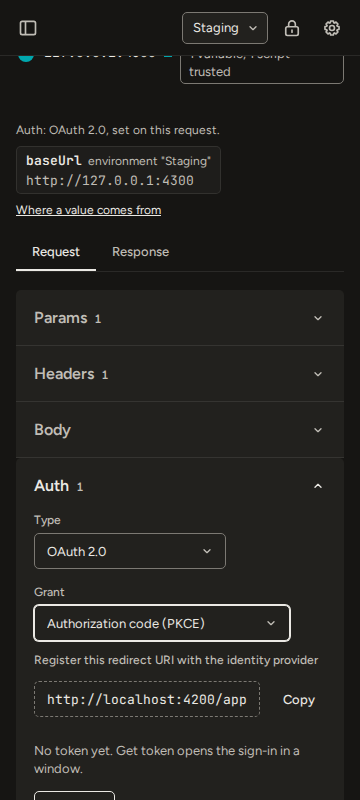 Staging
trusted
Auth: OAuth 2.0, set on this request.
baseUrl environment "Staging"
http://127.0.0.1:4300
Where a value comes from
Request Response
Params 1
Headers 1
Body
Auth 1
Type
OAuth 2.0
Grant
Authorization code (PKCE)
Register this redirect URI with the identity provider
http://localhost:4200/app Copy
No token yet. Get token opens the sign-in in a
window.